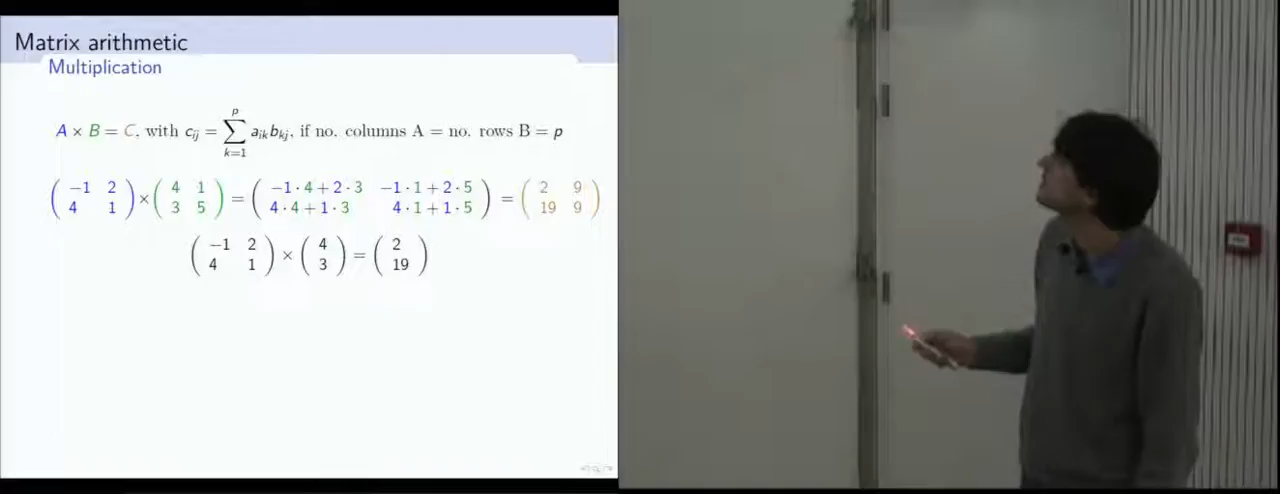 Matrix arithmetic
Multiplication
A × B = C, with c_ij = ∑_{k=1}^{p} a_ik b_kj, if no. columns A = no. rows B = p
( −1 2 ; 4 1 ) × ( 4 1 ; 3 5 ) = ( −1·4+2·3 −1·1+2·5 ; 4·4+1·3 4·1+1·5 ) = ( 2 9 ; 19 9 )
( −1 2 ; 4 1 ) × ( 4 ; 3 ) = ( 2 ; 19 )